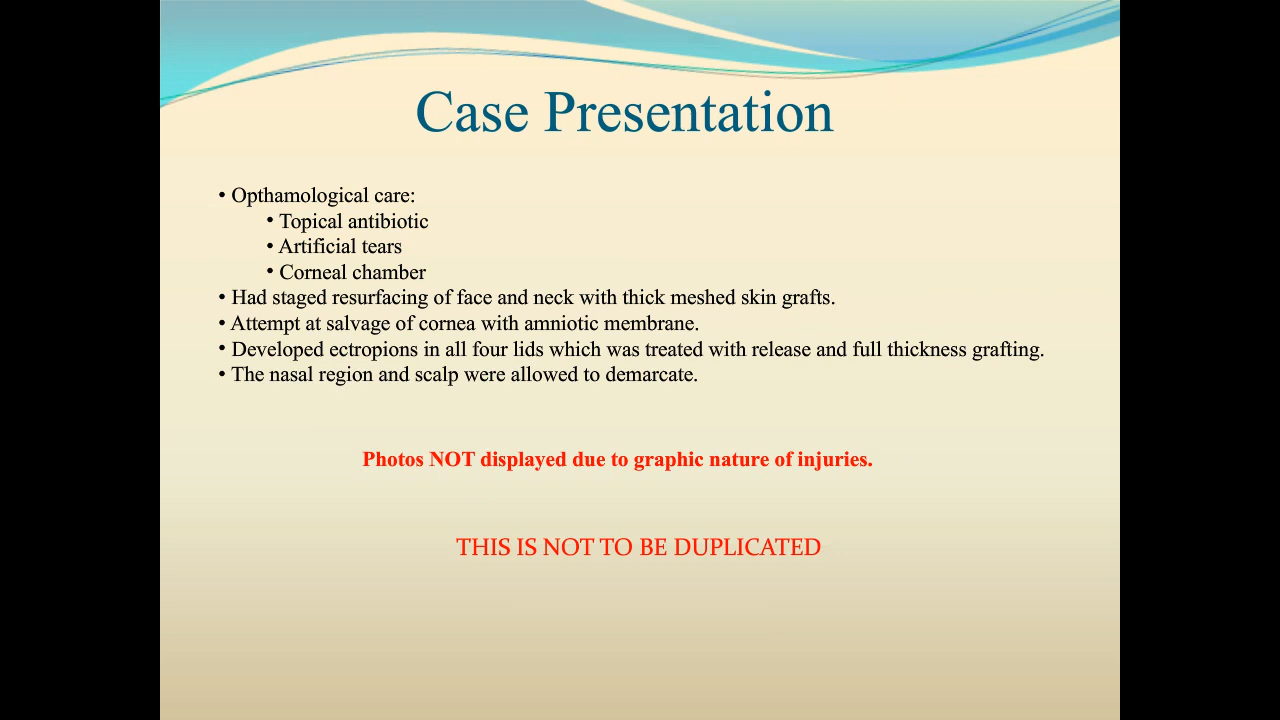 Case Presentation
• Opthamological care:
• Topical antibiotic
• Artificial tears
• Corneal chamber
• Had staged resurfacing of face and neck with thick meshed skin grafts.
• Attempt at salvage of cornea with amniotic membrane.
• Developed ectropions in all four lids which was treated with release and full thickness grafting.
• The nasal region and scalp were allowed to demarcate.
Photos NOT displayed due to graphic nature of injuries.
THIS IS NOT TO BE DUPLICATED